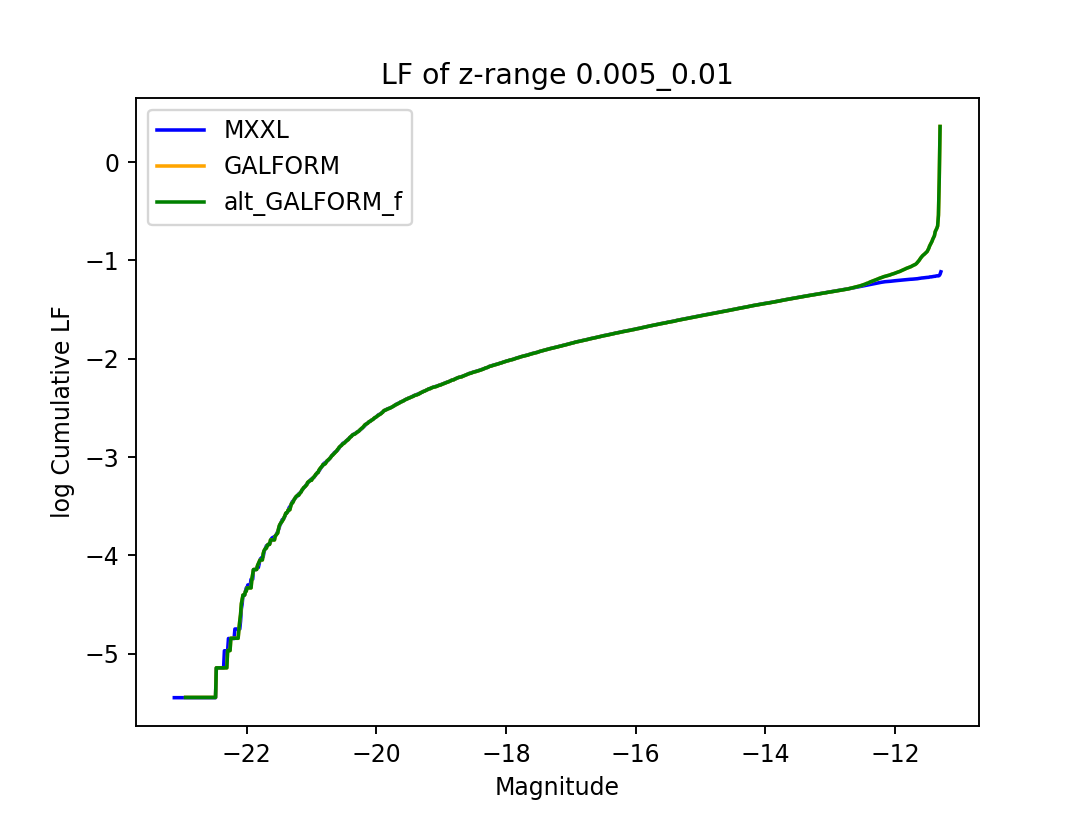 LF of z-range 0.005_0.01
MXXL
GALFORM
alt_GALFORM_f
log Cumulative LF
0
−1
−2
−3
−4
−5
−22
−20
−18
−16
−14
−12
Magnitude